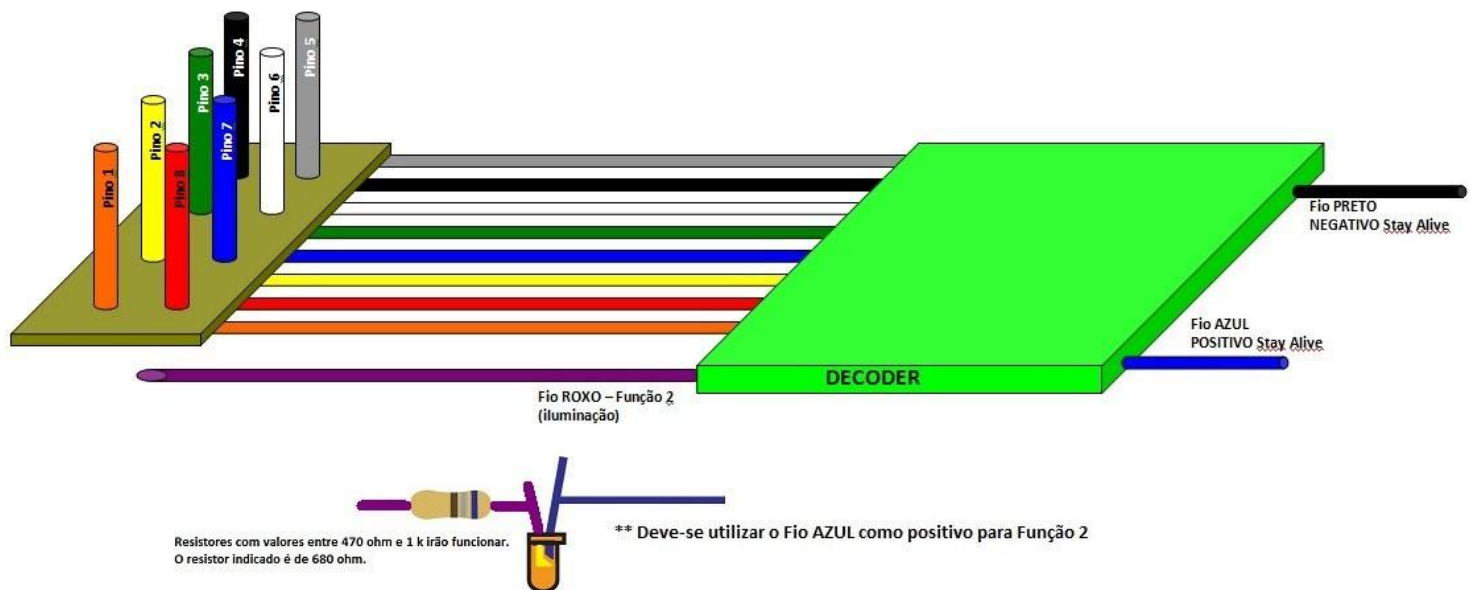 Pino 1
Pino 2
Pino 3
Pino 4
Pino 5
Pino 6
Pino 7
Pino 8
Fio PRETO
NEGATIVO Stay Alive
Fio AZUL
POSITIVO Stay Alive
DECODER
Fio ROXO – Função 2
(iluminação)
Resistores com valores entre 470 ohm e 1 k irão funcionar.
O resistor indicado é de 680 ohm.
** Deve-se utilizar o Fio AZUL como positivo para Função 2